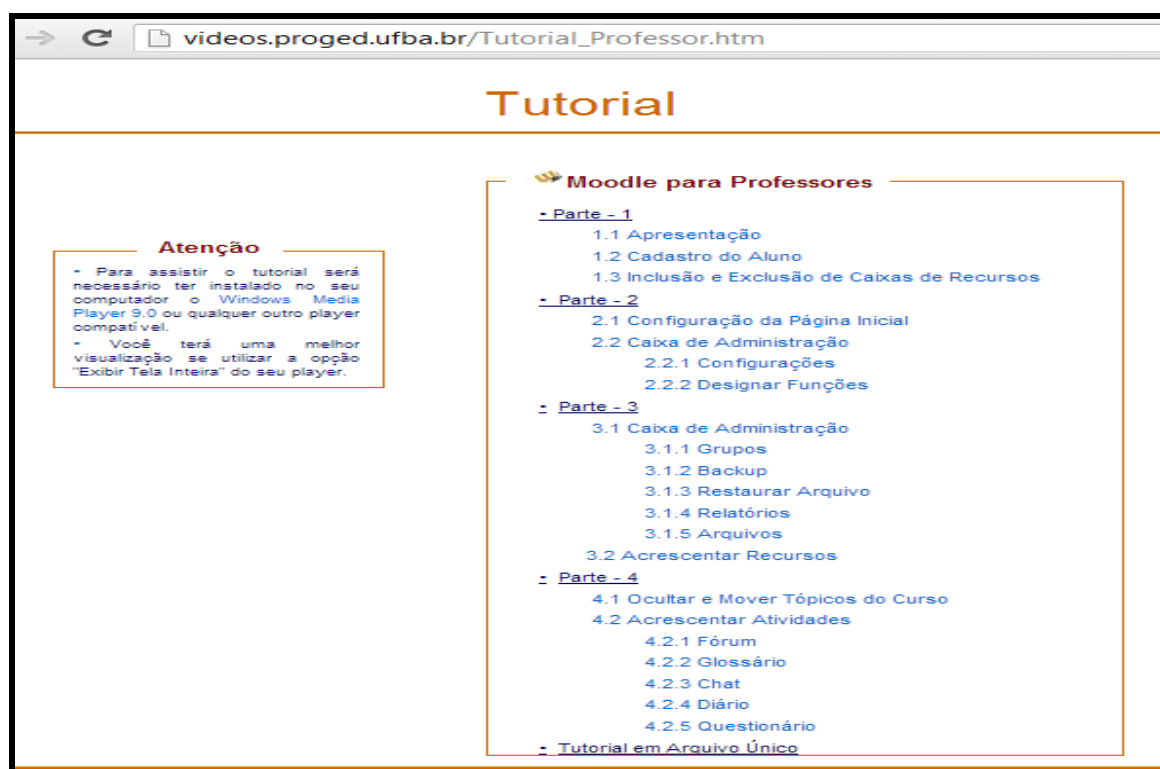 videos.proged.ufba.br/Tutorial_Professor.htm
Tutorial
Atenção
- Para assistir o tutorial será
necessário ter instalado no seu
computador o Windows Media
Player 9.0 ou qualquer outro player
compatível.
- Você terá uma melhor
visualização se utilizar a opção
"Exibir Tela Inteira" do seu player.
Moodle para Professores
- Parte - 1
1.1 Apresentação
1.2 Cadastro do Aluno
1.3 Inclusão e Exclusão de Caixas de Recursos
- Parte - 2
2.1 Configuração da Página Inicial
2.2 Caixa de Administração
2.2.1 Configurações
2.2.2 Designar Funções
- Parte - 3
3.1 Caixa de Administração
3.1.1 Grupos
3.1.2 Backup
3.1.3 Restaurar Arquivo
3.1.4 Relatórios
3.1.5 Arquivos
3.2 Acrescentar Recursos
- Parte - 4
4.1 Ocultar e Mover Tópicos do Curso
4.2 Acrescentar Atividades
4.2.1 Fórum
4.2.2 Glossário
4.2.3 Chat
4.2.4 Diário
4.2.5 Questionário
- Tutorial em Arquivo Único